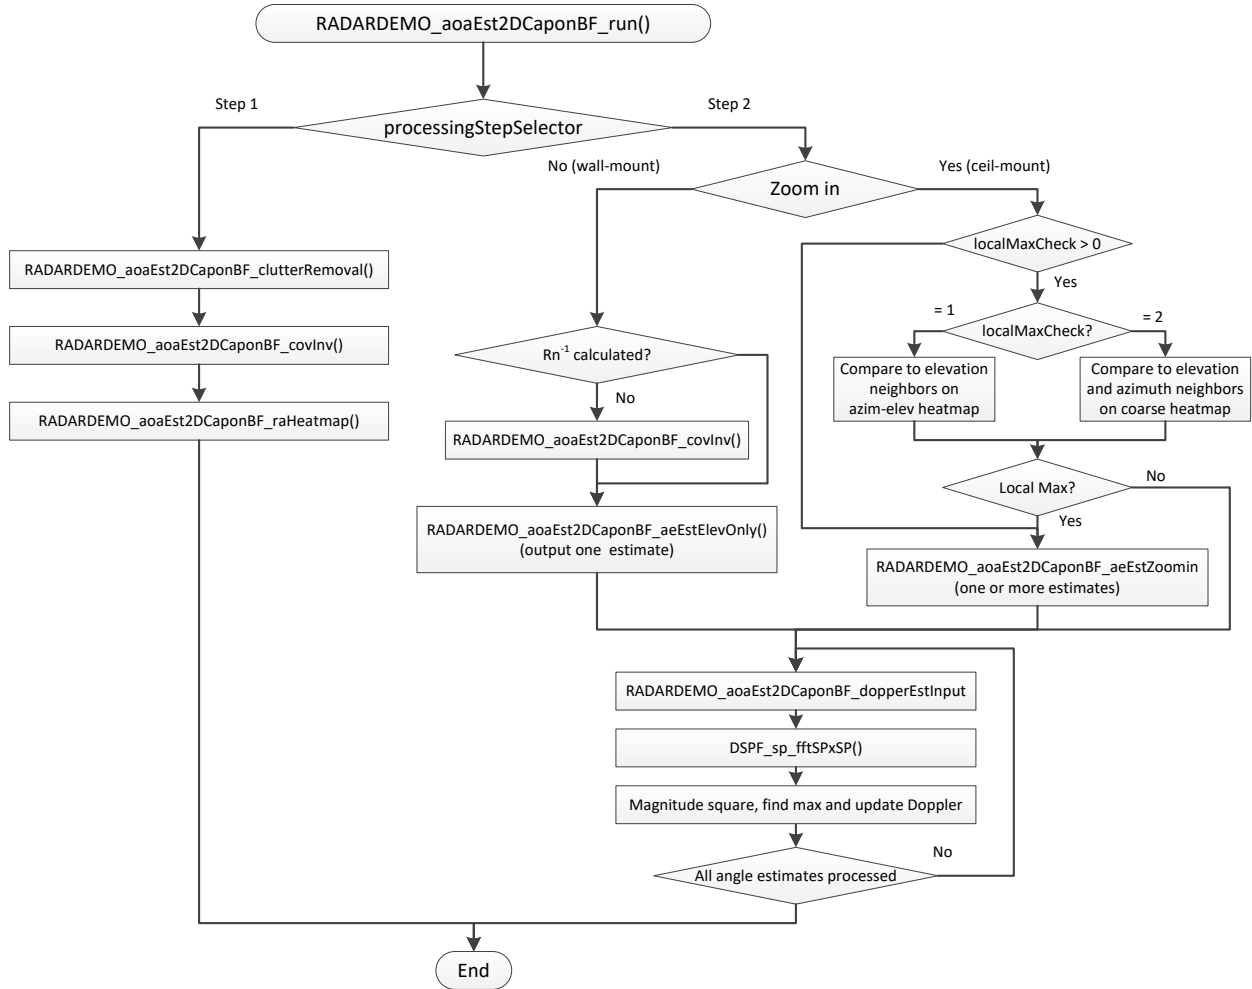 RADARDEMO_aoaEst2DCaponBF_run()
Step 1
Step 2
processingStepSelector
No (wall-mount)
Yes (ceil-mount)
Zoom in
localMaxCheck > 0
RADARDEMO_aoaEst2DCaponBF_clutterRemoval()
Yes
= 1
= 2
localMaxCheck?
RADARDEMO_aoaEst2DCaponBF_covInv()
Rn⁻¹ calculated?
Compare to elevation
neighbors on
azim-elev heatmap
Compare to elevation
and azimuth neighbors
on coarse heatmap
No
RADARDEMO_aoaEst2DCaponBF_raHeatmap()
RADARDEMO_aoaEst2DCaponBF_covInv()
Local Max?
No
Yes
RADARDEMO_aoaEst2DCaponBF_aeEstElevOnly()
(output one estimate)
RADARDEMO_aoaEst2DCaponBF_aeEstZoomin
(one or more estimates)
RADARDEMO_aoaEst2DCaponBF_dopperEstInput
DSPF_sp_fftSPxSP()
Magnitude square, find max and update Doppler
No
All angle estimates processed
End